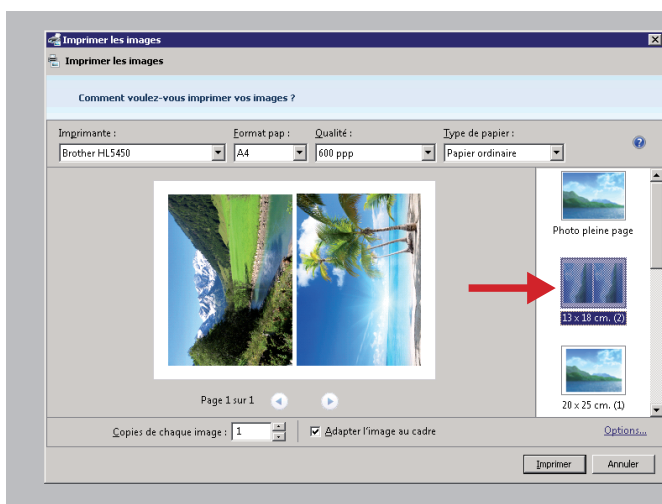 Imprimer les images
Imprimer les images
Comment voulez-vous imprimer vos images ?
Imprimante : Format pap : Qualité : Type de papier :
Brother HL5450 A4 600 ppp Papier ordinaire
Photo pleine page
13 x 18 cm. (2)
20 x 25 cm. (1)
Page 1 sur 1
Copies de chaque image : 1 Adapter l'image au cadre Options...
Imprimer Annuler